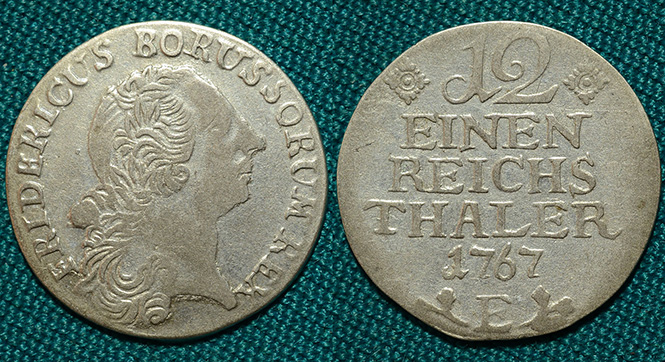 FRIDERICUS BORUSSORUM.REX
12
EINEN
REICHS
THALER
1767
E